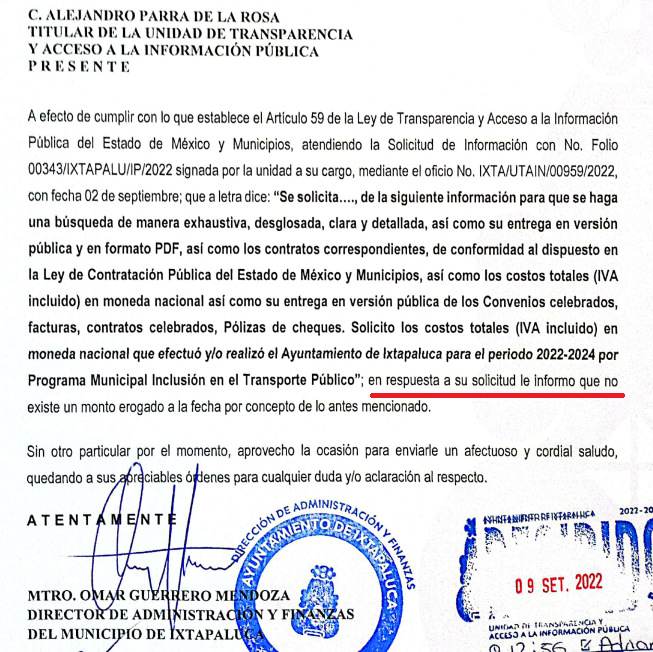 C. ALEJANDRO PARRA DE LA ROSA
TITULAR DE LA UNIDAD DE TRANSPARENCIA
Y ACCESO A LA INFORMACIÓN PÚBLICA
P R E S E N T E
A efecto de cumplir con lo que establece el Artículo 59 de la Ley de Transparencia y Acceso a la Información
Pública del Estado de México y Municipios, atendiendo la Solicitud de Información con No. Folio
00343/IXTAPALU/IP/2022 signada por la unidad a su cargo, mediante el oficio No. IXTA/UTAIN/00959/2022,
con fecha 02 de septiembre; que a letra dice: “Se solicita...., de la siguiente información para que se haga
una búsqueda de manera exhaustiva, desglosada, clara y detallada, así como su entrega en versión
pública y en formato PDF, así como los contratos correspondientes, de conformidad al dispuesto en
la Ley de Contratación Pública del Estado de México y Municipios, así como los costos totales (IVA
incluido) en moneda nacional así como su entrega en versión pública de los Convenios celebrados,
facturas, contratos celebrados, Pólizas de cheques. Solicito los costos totales (IVA incluido) en
moneda nacional que efectuó y/o realizó el Ayuntamiento de Ixtapaluca para el periodo 2022-2024 por
Programa Municipal Inclusión en el Transporte Público”; en respuesta a su solicitud le informo que no
existe un monto erogado a la fecha por concepto de lo antes mencionado.
Sin otro particular por el momento, aprovecho la ocasión para enviarle un afectuoso y cordial saludo,
quedando a sus apreciables órdenes para cualquier duda y/o aclaración al respecto.
A T E N T A M E N T E
MTRO. OMAR GUERRERO MENDOZA
DIRECTOR DE ADMINISTRACIÓN Y FINANZAS
DEL MUNICIPIO DE IXTAPALUCA
DIRECCIÓN DE ADMINISTRACIÓN Y FINANZAS
AYUNTAMIENTO DE IXTAPALUCA
AYUNTAMIENTO DE IXTAPALUCA
2022-20
RECIBIDO
09 SET. 2022
UNIDAD DE TRANSPARENCIA Y
ACCESO A LA INFORMACIÓN PÚBLICA
12:56